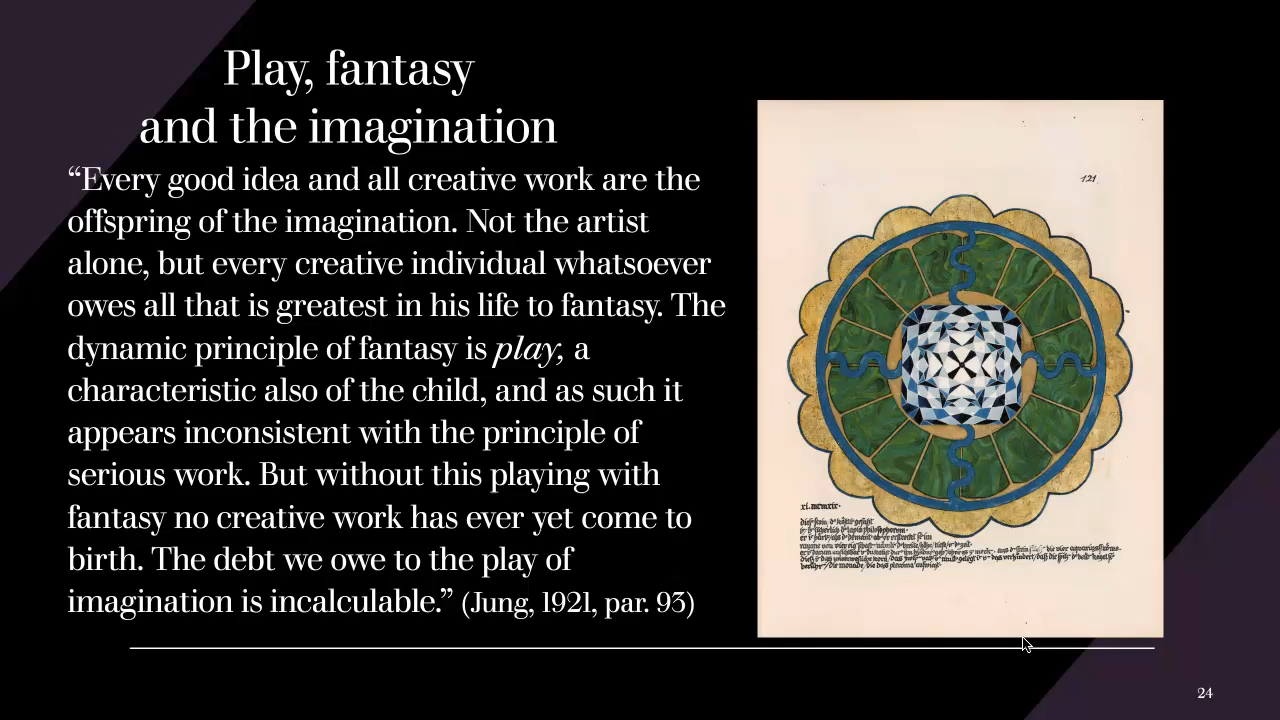 Play, fantasy
and the imagination
“Every good idea and all creative work are the
offspring of the imagination. Not the artist
alone, but every creative individual whatsoever
owes all that is greatest in his life to fantasy. The
dynamic principle of fantasy is play, a
characteristic also of the child, and as such it
appears inconsistent with the principle of
serious work. But without this playing with
fantasy no creative work has ever yet come to
birth. The debt we owe to the play of
imagination is incalculable.” (Jung, 1921, par. 93)
121
xi. mcmxix.
24